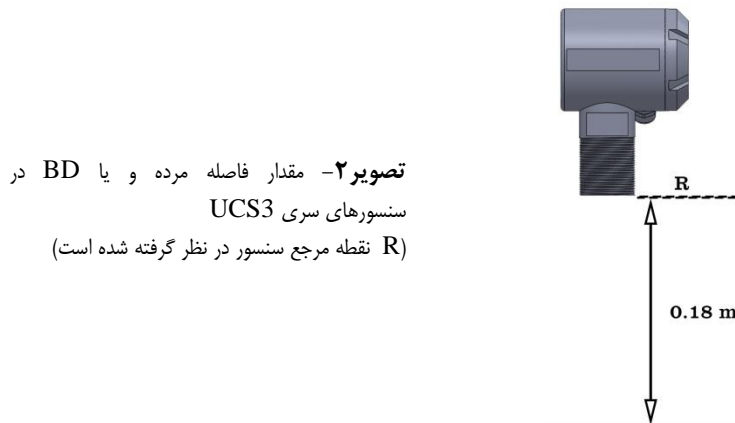 تصویر۲- مقدار فاصله مرده و یا BD در
سنسورهای سری UCS3
(R نقطه مرجع سنسور در نظر گرفته شده است)
R
0.18 m